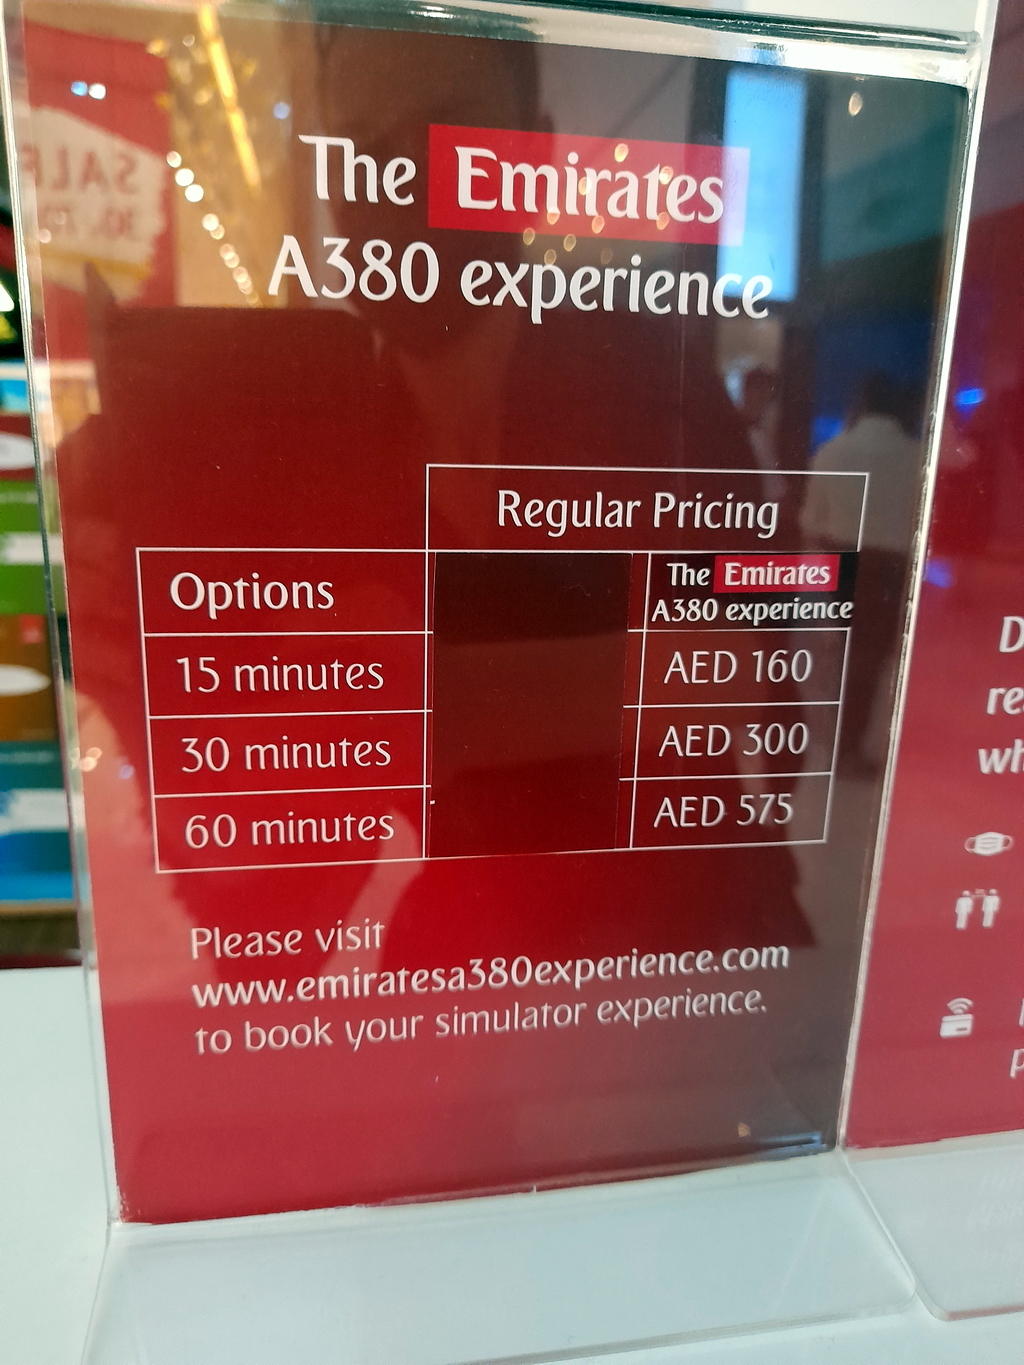 The Emirates
A380 experience
Regular Pricing
Options
The Emirates
A380 experience
15 minutes
AED 160
30 minutes
AED 300
60 minutes
AED 575
Please visit
www.emiratesa380experience.com
to book your simulator experience.
SALE